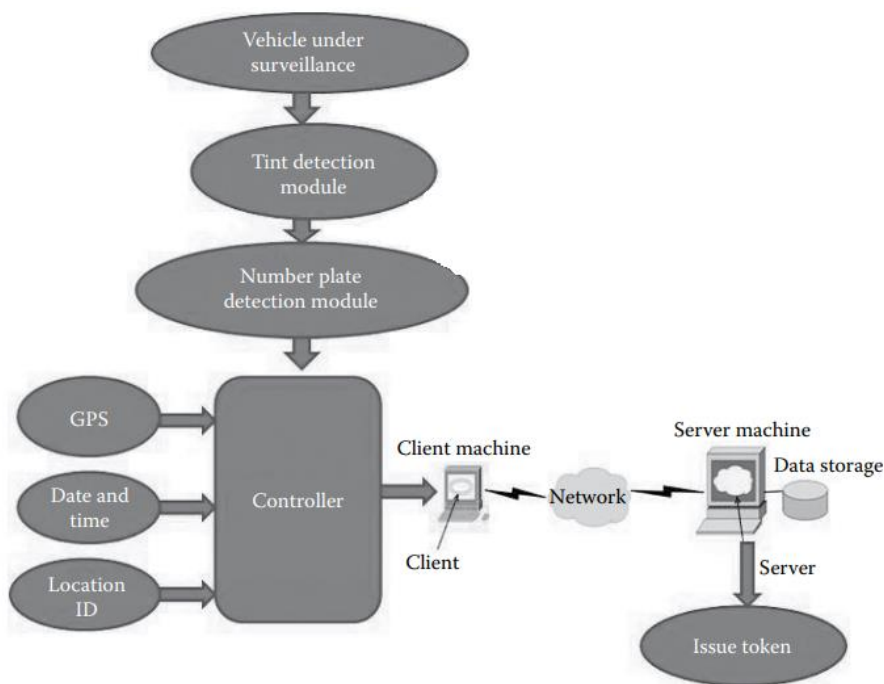 Vehicle under
surveillance
Tint detection
module
Number plate
detection module
GPS
Date and
time
Location
ID
Controller
Client machine
Client
Network
Server machine
Data storage
Server
Issue token